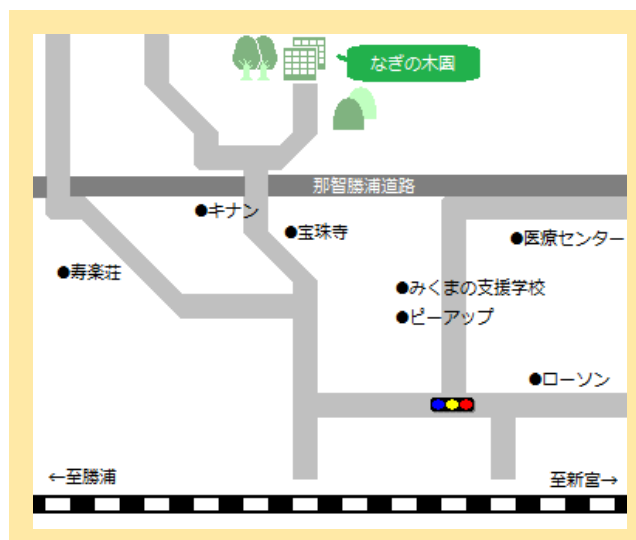 なぎの木園
那智勝浦道路
●キナン
●宝珠寺
●医療センター
●寿楽荘
●みくまの支援学校
●ピーアップ
●ローソン
←至勝浦
至新宮→